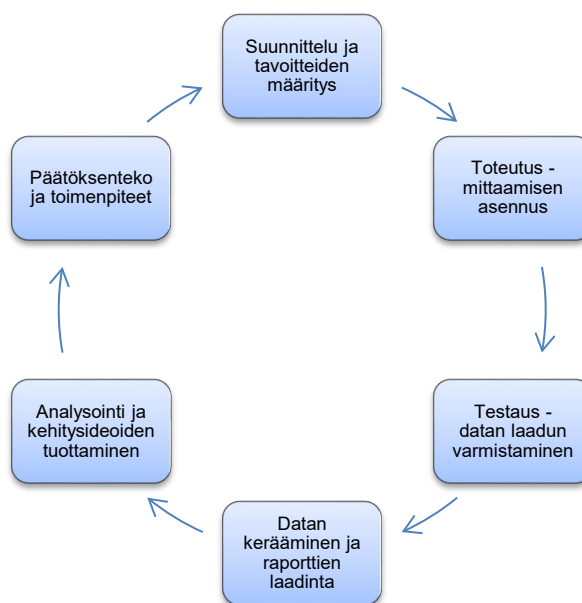 Suunnittelu ja
tavoitteiden
määritys
Toteutus -
mittaamisen
asennus
Testaus -
datan laadun
varmistaminen
Datan
kerääminen ja
raporttien
laadinta
Analysointi ja
kehitysideoiden
tuottaminen
Päätöksenteko
ja toimenpiteet